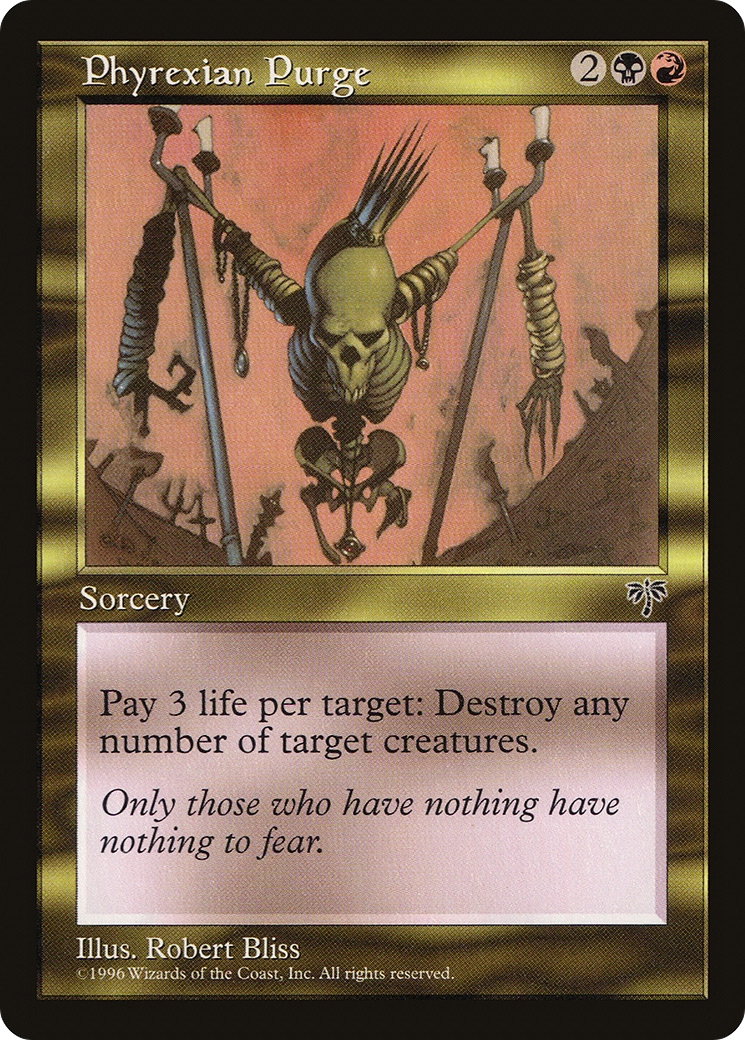 Phyrexian Purge 2
Sorcery
Pay 3 life per target: Destroy any
number of target creatures.
Only those who have nothing have
nothing to fear.
Illus. Robert Bliss
©1996 Wizards of the Coast, Inc. All rights reserved.